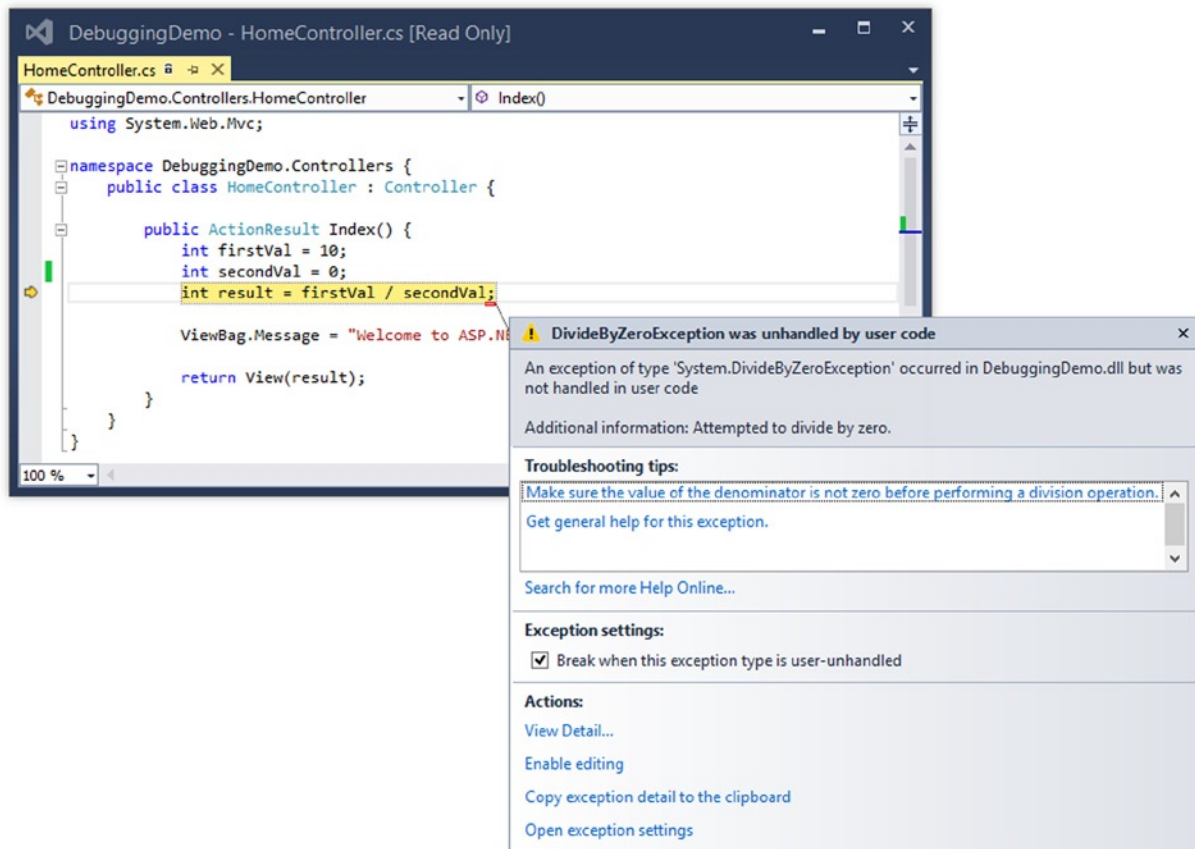 DebuggingDemo - HomeController.cs [Read Only]
HomeController.cs
DebuggingDemo.Controllers.HomeController Index()
using System.Web.Mvc;
namespace DebuggingDemo.Controllers {
public class HomeController : Controller {
public ActionResult Index() {
int firstVal = 10;
int secondVal = 0;
int result = firstVal / secondVal;
ViewBag.Message = "Welcome to ASP.NE
return View(result);
}
}
}
100 %
DivideByZeroException was unhandled by user code
An exception of type 'System.DivideByZeroException' occurred in DebuggingDemo.dll but was
not handled in user code
Additional information: Attempted to divide by zero.
Troubleshooting tips:
Make sure the value of the denominator is not zero before performing a division operation.
Get general help for this exception.
Search for more Help Online...
Exception settings:
Break when this exception type is user-unhandled
Actions:
View Detail...
Enable editing
Copy exception detail to the clipboard
Open exception settings